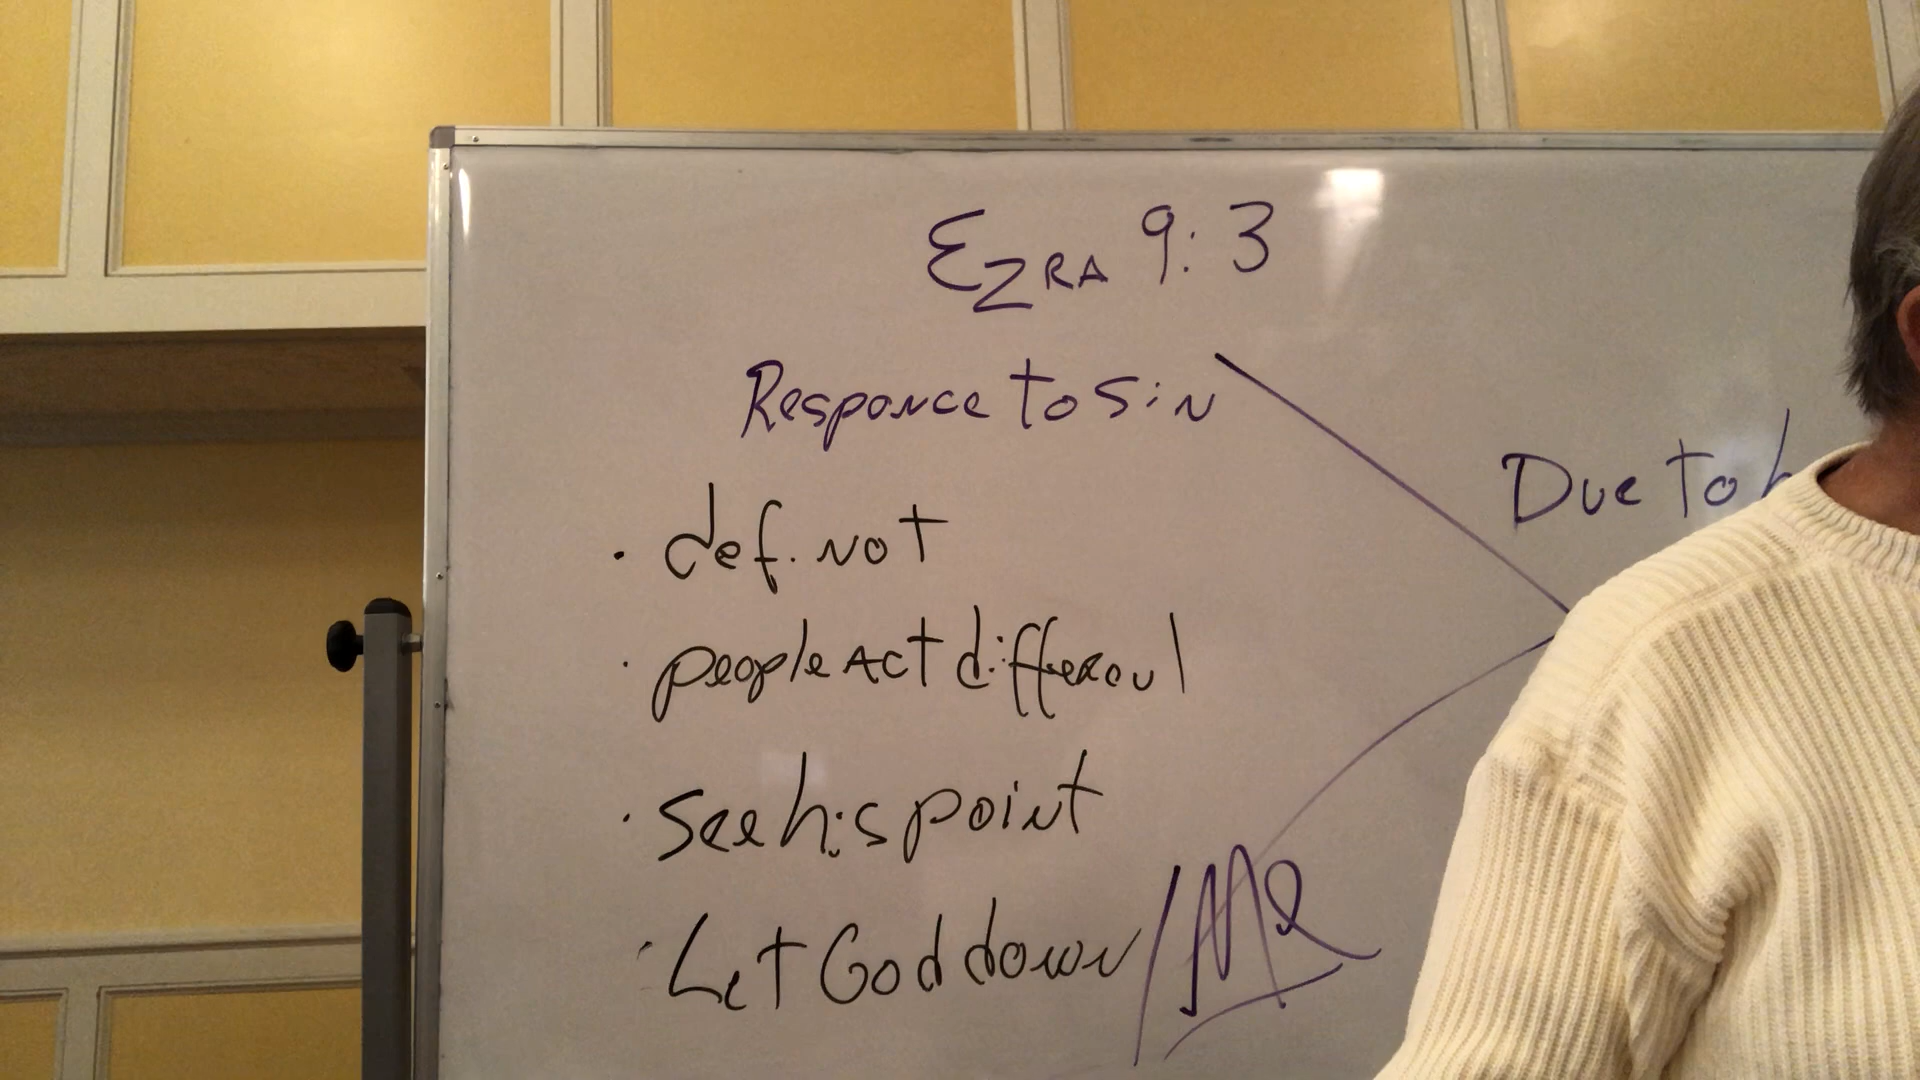 EZRA 9:3
Responce to sin
Due to
· def. not
· people Act differoul
· see his point
· Let God down/Me